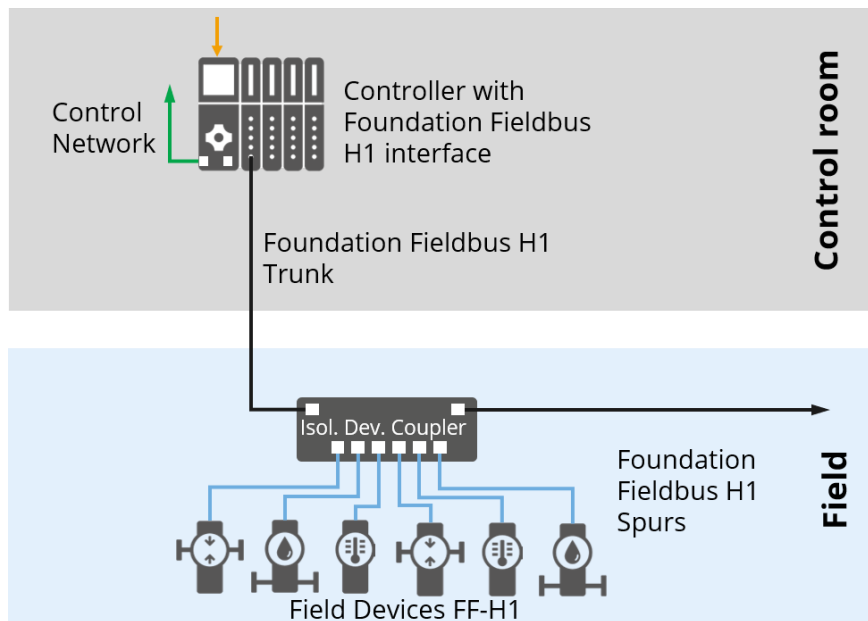 Control
Network
Controller with
Foundation Fieldbus
H1 interface
Control room
Foundation Fieldbus H1
Trunk
Isol. Dev. Coupler
Foundation
Fieldbus H1
Spurs
Field
Field Devices FF-H1